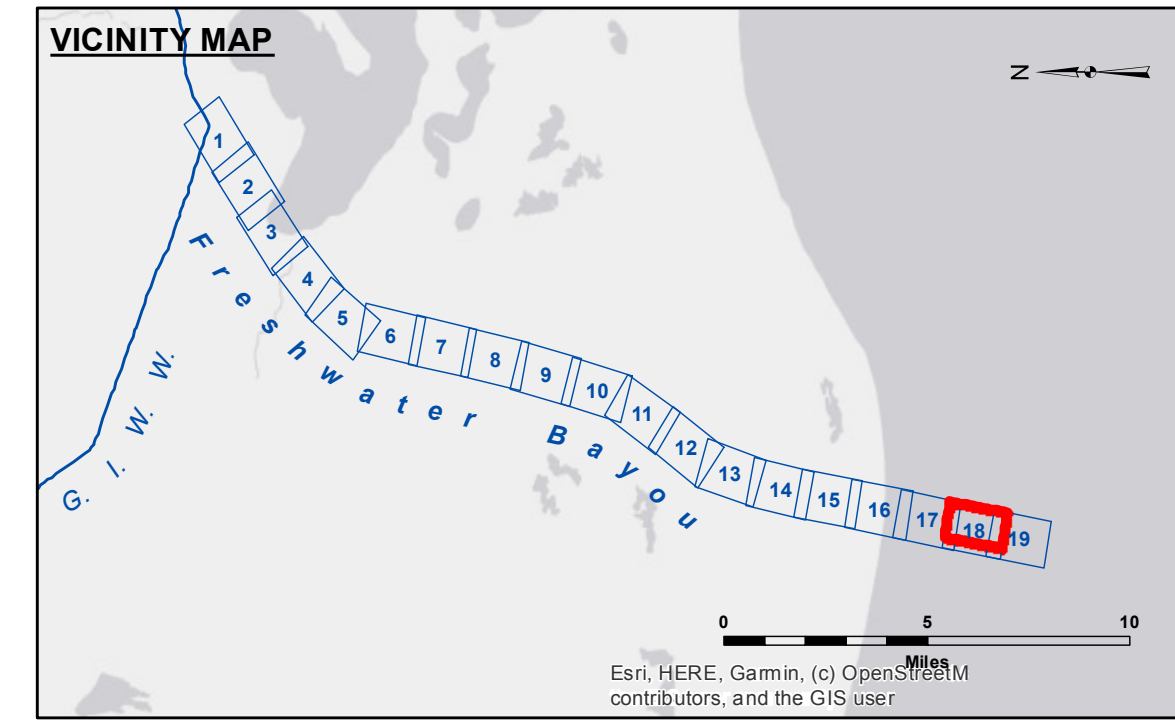 VICINITY MAP
N
1
2
3
4
5
6
7
8
9
10
11
12
13
14
15
16
17
18
19
Freshwater Bayou
G. I. W. W.
0 5 10
Miles
Esri, HERE, Garmin, (c) OpenStreetM
contributors, and the GIS user